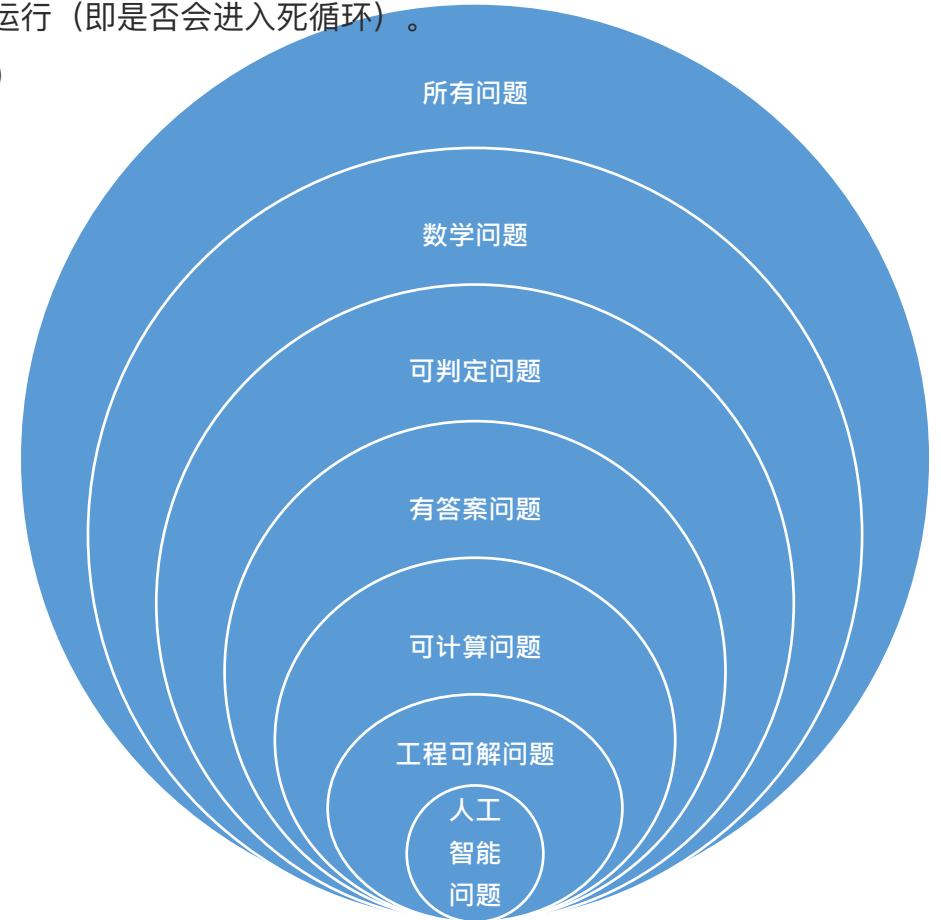 运行（即是否会进入死循环）。
）
所有问题
数学问题
可判定问题
有答案问题
可计算问题
工程可解问题
人工
智能
问题